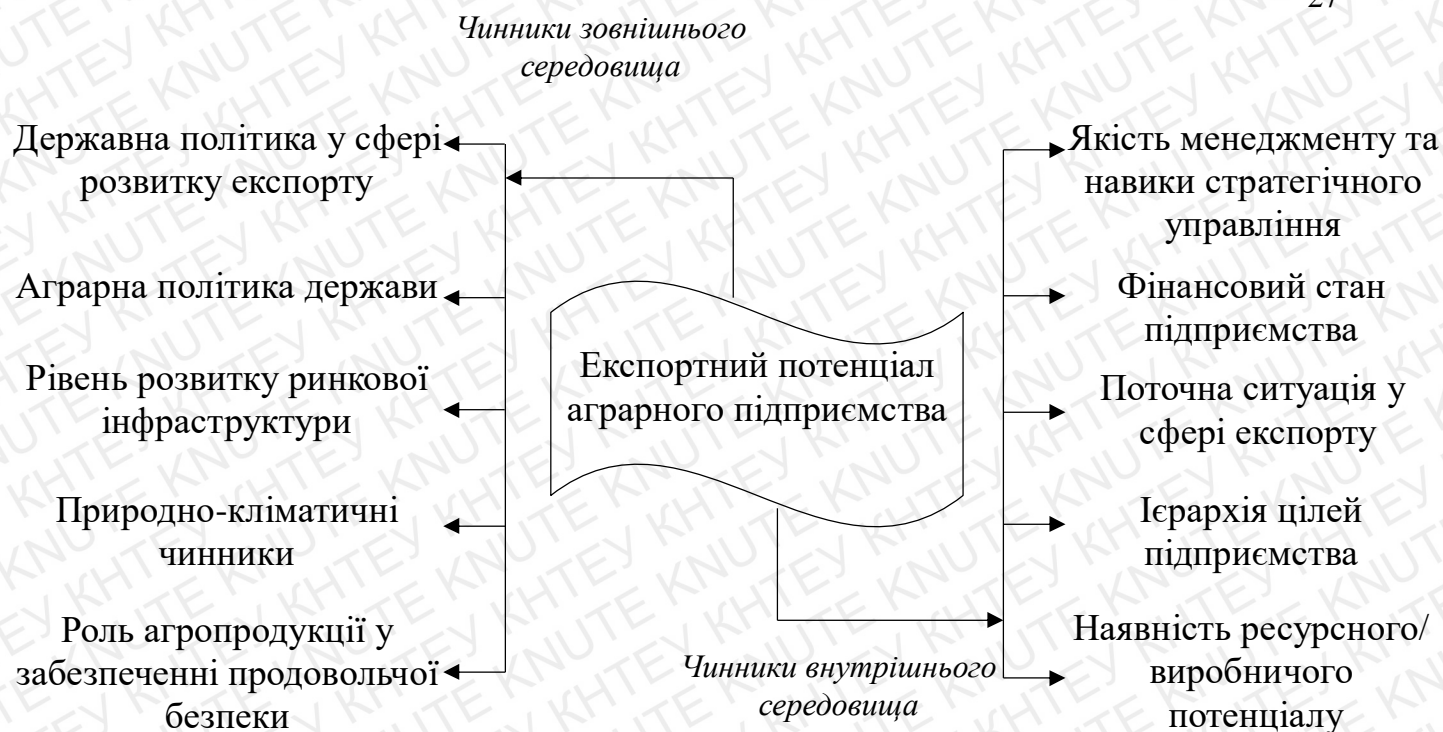 27
Чинники зовнішнього
середовища
Державна політика у сфері
розвитку експорту
Аграрна політика держави
Рівень розвитку ринкової
інфраструктури
Природно-кліматичні
чинники
Роль агропродукції у
забезпеченні продовольчої
безпеки
Експортний потенціал
аграрного підприємства
Чинники внутрішнього
середовища
Якість менеджменту та
навики стратегічного
управління
Фінансовий стан
підприємства
Поточна ситуація у
сфері експорту
Ієрархія цілей
підприємства
Наявність ресурсного/
виробничого
потенціалу